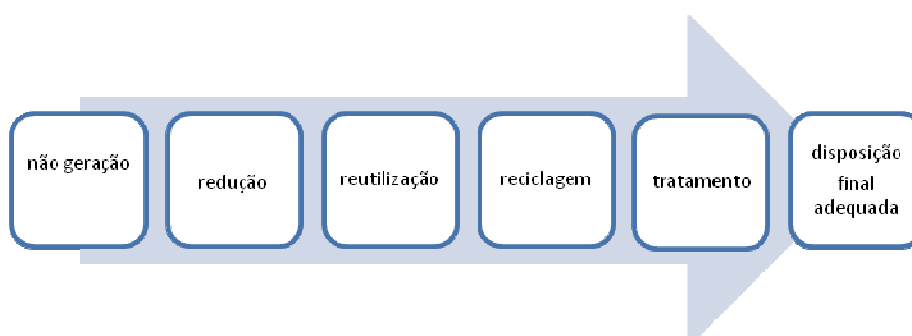 não geração
redução
reutilização
reciclagem
tratamento
disposição
final
adequada